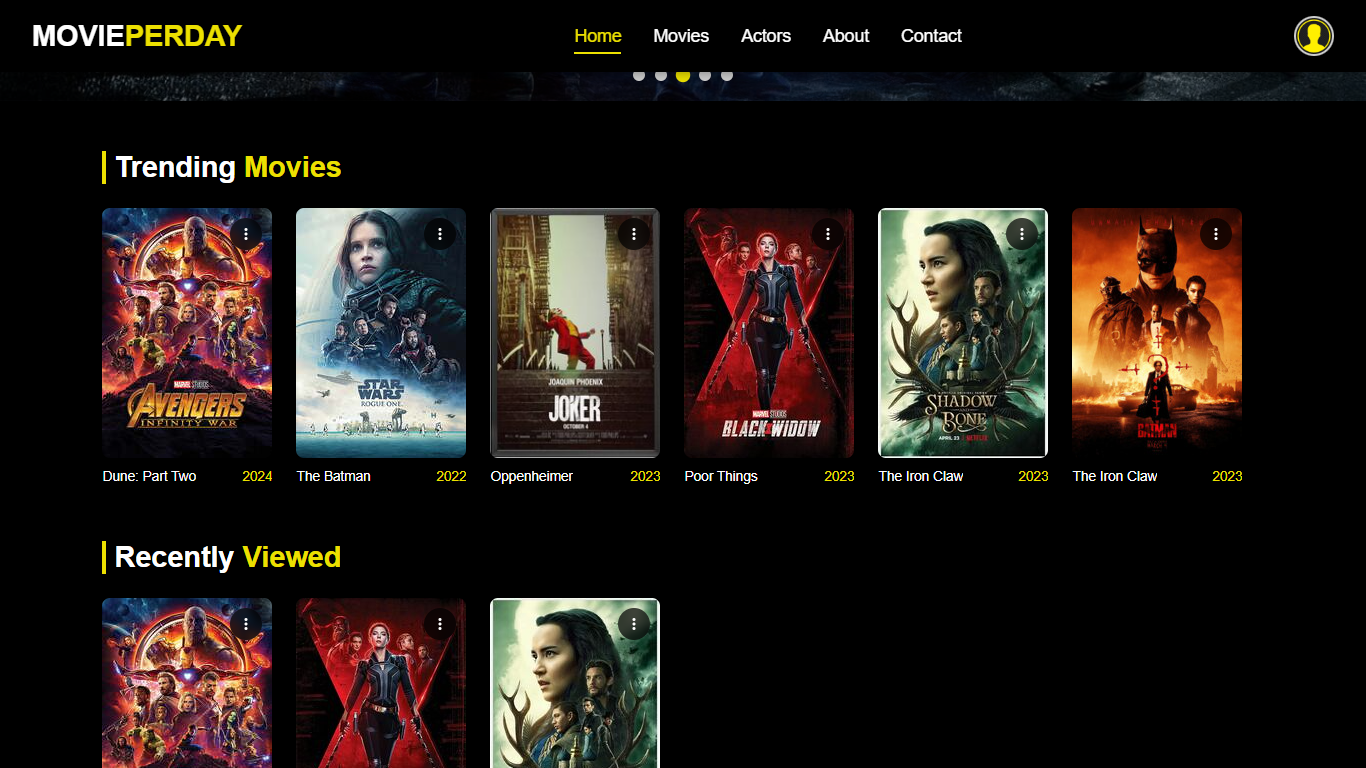 MOVIEPERDAY
Home Movies Actors About Contact
Trending Movies
MARVEL STUDIOS
AVENGERS
INFINITY WAR
STAR WARS
ROGUE ONE
JOAQUIN PHOENIX
JOKER
OCTOBER 4
MARVEL STUDIOS
BLACK WIDOW
SHADOW
AND
BONE
APRIL 23 NETFLIX
THE
BATMAN
Dune: Part Two 2024
The Batman 2022
Oppenheimer 2023
Poor Things 2023
The Iron Claw 2023
The Iron Claw 2023
Recently Viewed